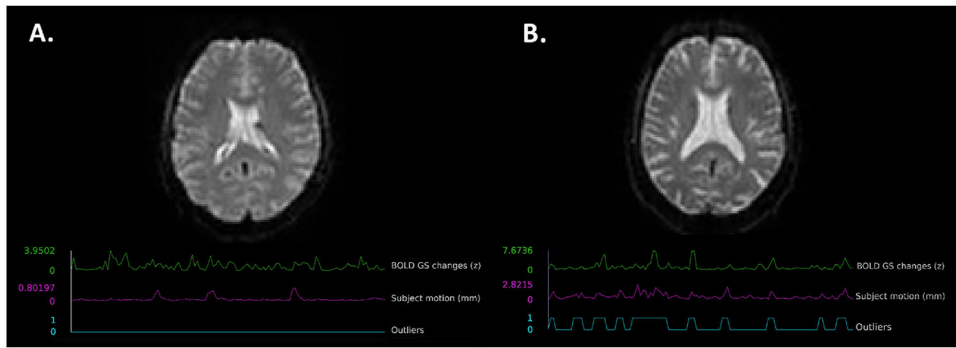 A.
B.
3.9502
0
BOLD GS changes (z)
0.80197
0
Subject motion (mm)
1
0
Outliers
7.6736
0
BOLD GS changes (z)
2.8215
0
Subject motion (mm)
1
0
Outliers